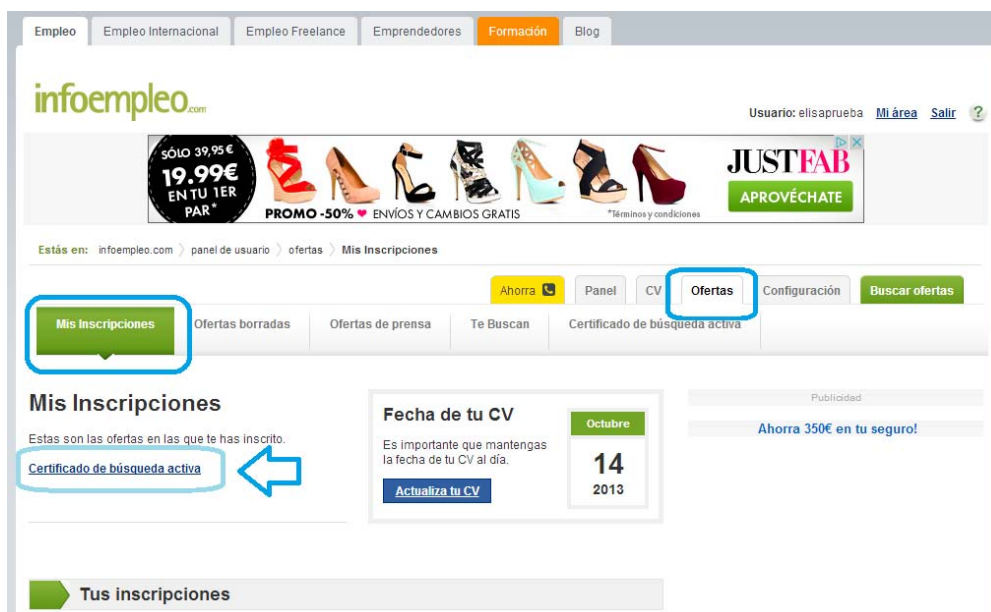 Empleo Empleo Internacional Empleo Freelance Emprendedores Formación Blog
infoempleo.com
Usuario: elisaprueba Mi área Salir ?
SÓLO 39,95€
19.99€
EN TU 1ER
PAR*
PROMO -50% ❤ ENVÍOS Y CAMBIOS GRATIS
*Términos y condiciones
JUSTFAB
APROVÉCHATE
Estás en: infoempleo.com > panel de usuario > ofertas > Mis Inscripciones
Ahorra Panel CV Ofertas Configuración Buscar ofertas
Mis Inscripciones Ofertas borradas Ofertas de prensa Te Buscan Certificado de búsqueda activa
Mis Inscripciones
Estas son las ofertas en las que te has inscrito.
Certificado de búsqueda activa
Fecha de tu CV
Es importante que mantengas
la fecha de tu CV al día.
Actualiza tu CV
Octubre
14
2013
Publicidad
Ahorra 350€ en tu seguro!
Tus inscripciones